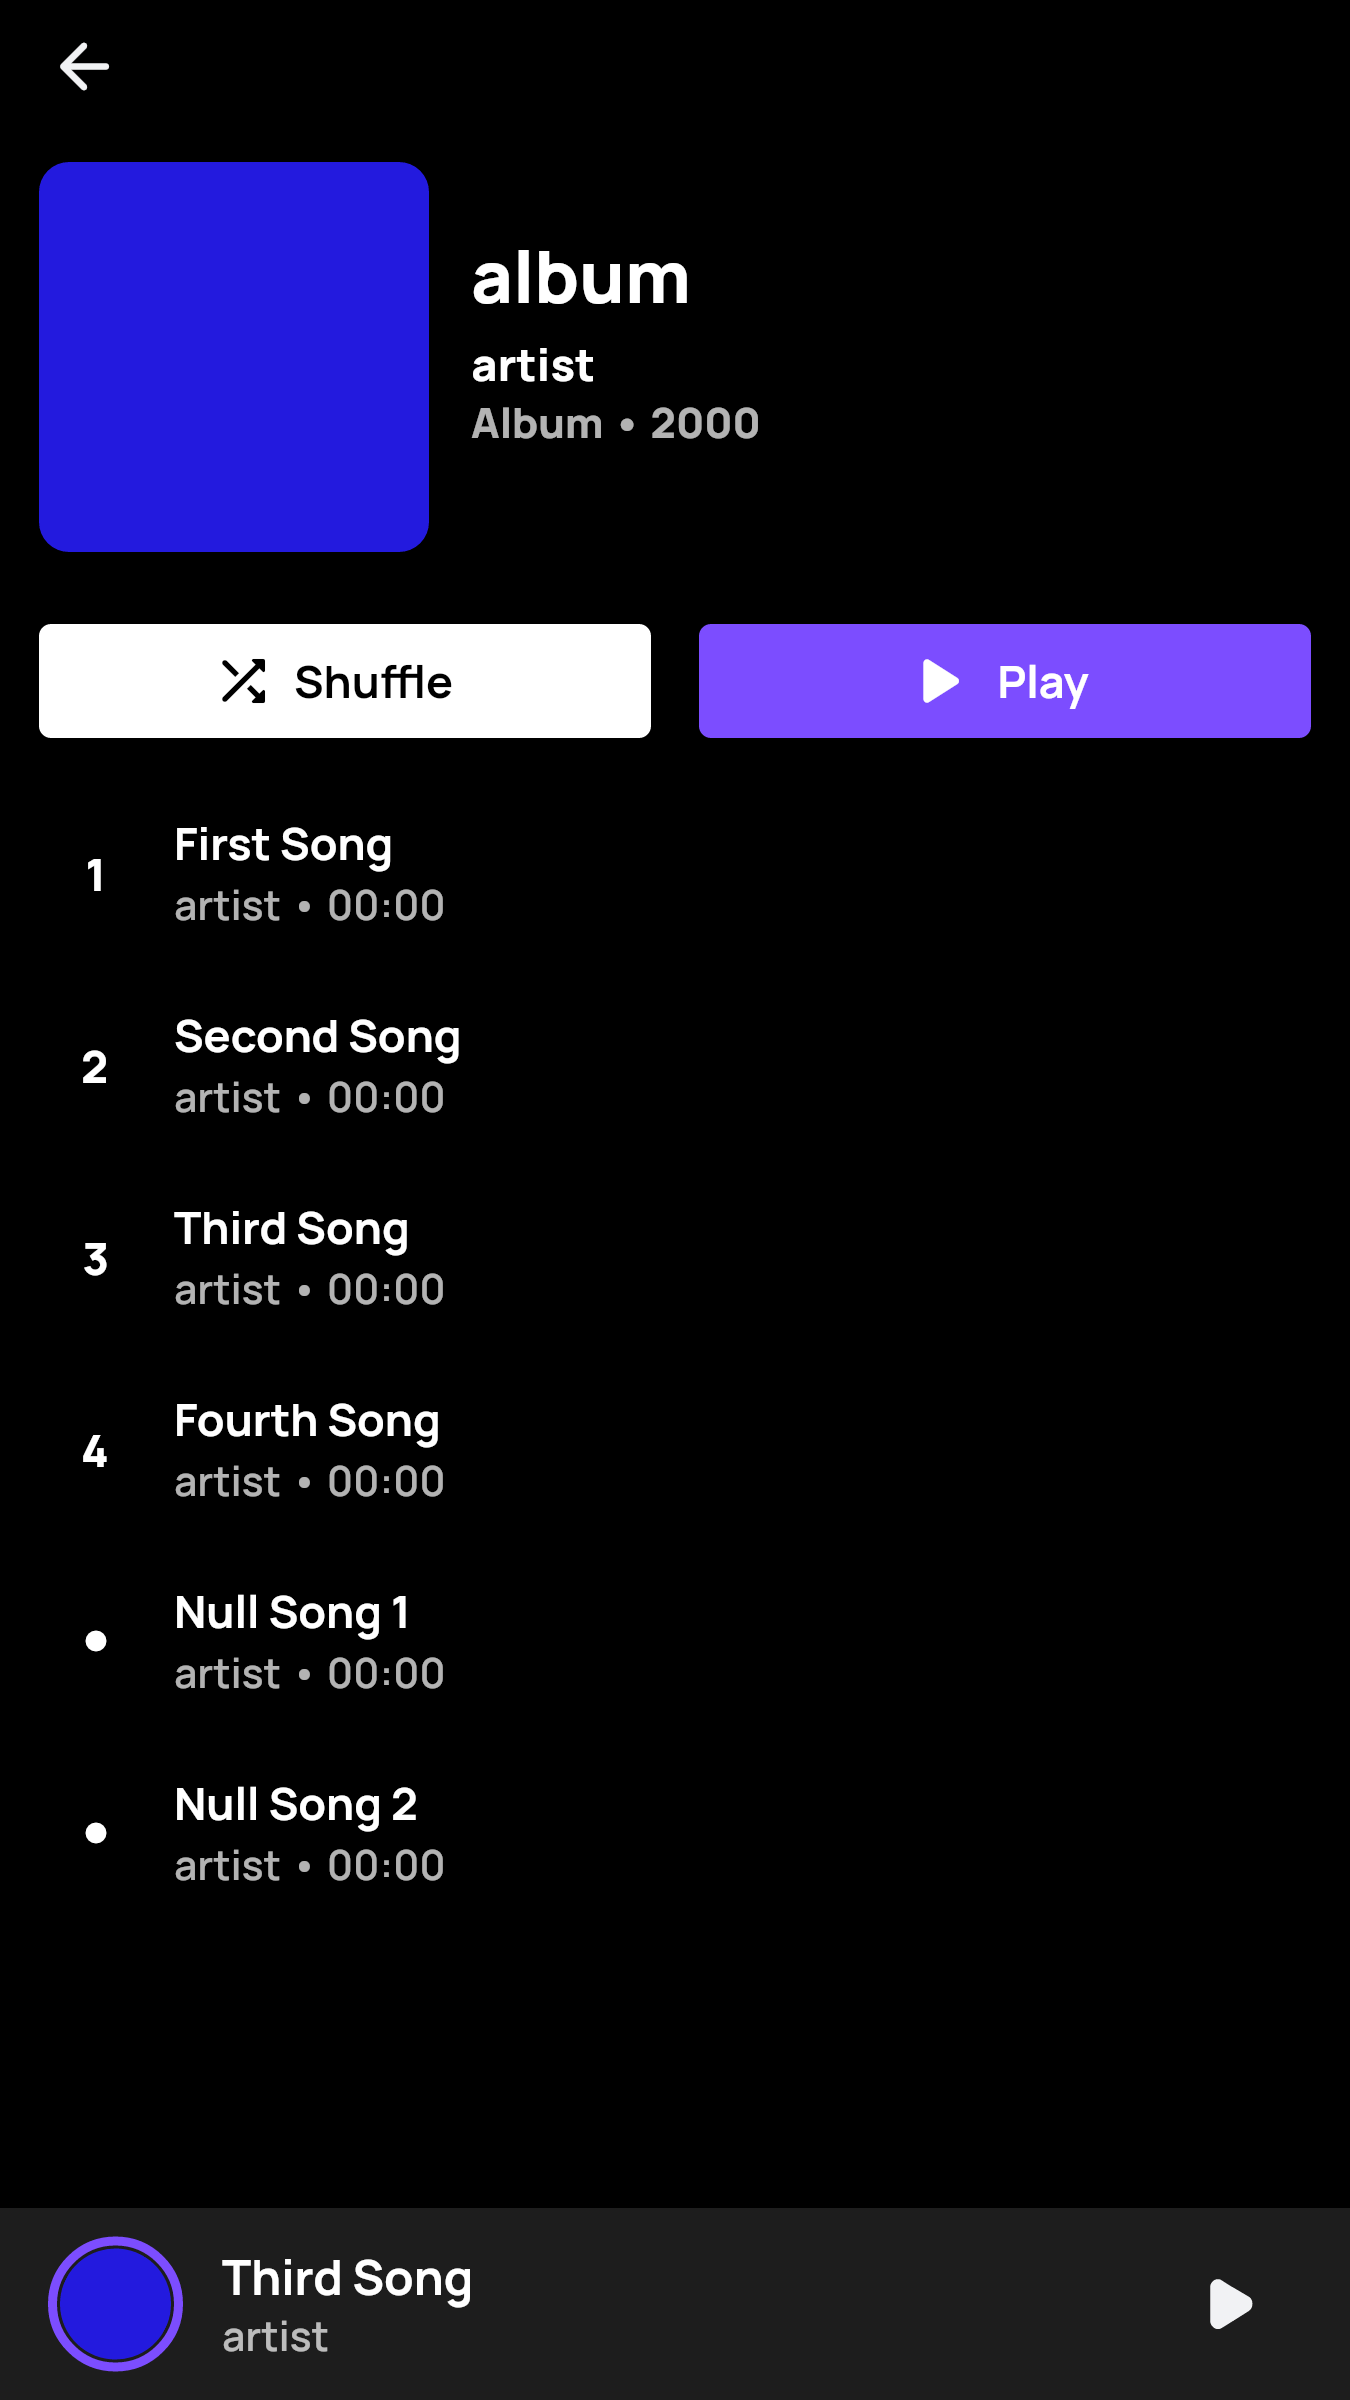 album
artist
Album • 2000
Shuffle
Play
1
First Song
artist • 00:00
2
Second Song
artist • 00:00
3
Third Song
artist • 00:00
4
Fourth Song
artist • 00:00
•
Null Song 1
artist • 00:00
•
Null Song 2
artist • 00:00
Third Song
artist